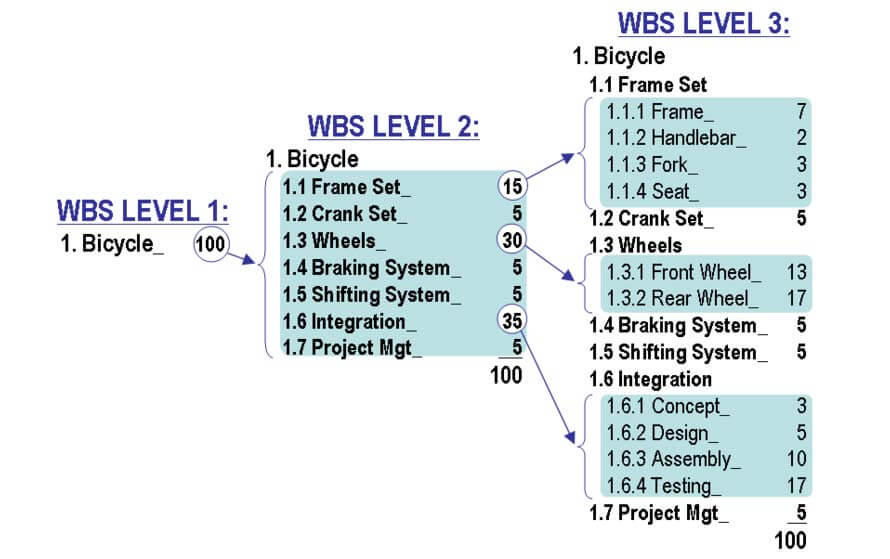 WBS LEVEL 1:
1. Bicycle_ 100
WBS LEVEL 2:
1. Bicycle
1.1 Frame Set_ 15
1.2 Crank Set_ 5
1.3 Wheels_ 30
1.4 Braking System_ 5
1.5 Shifting System_ 5
1.6 Integration_ 35
1.7 Project Mgt_ 5
100
WBS LEVEL 3:
1. Bicycle
1.1 Frame Set
1.1.1 Frame_ 7
1.1.2 Handlebar_ 2
1.1.3 Fork_ 3
1.1.4 Seat_ 3
1.2 Crank Set_ 5
1.3 Wheels
1.3.1 Front Wheel_ 13
1.3.2 Rear Wheel_ 17
1.4 Braking System_ 5
1.5 Shifting System_ 5
1.6 Integration
1.6.1 Concept_ 3
1.6.2 Design_ 5
1.6.3 Assembly_ 10
1.6.4 Testing_ 17
1.7 Project Mgt_ 5
100